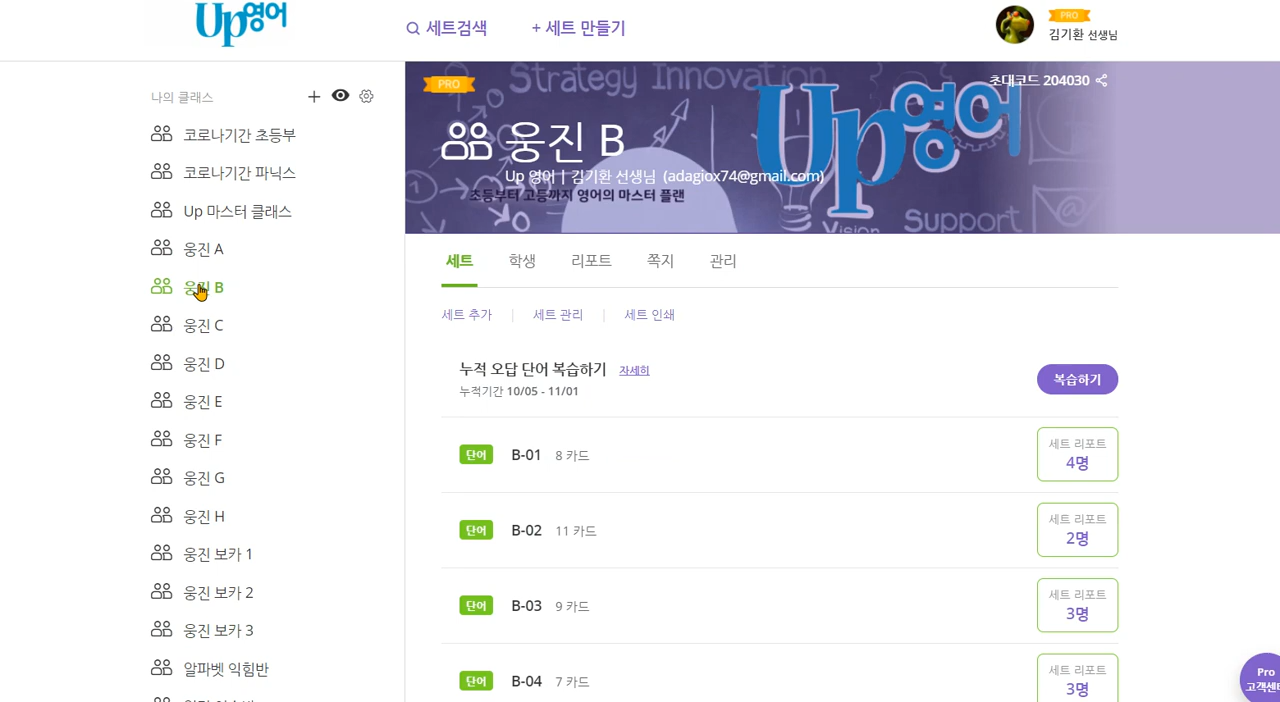 Up영어
세트검색
+ 세트 만들기
PRO
김기환 선생님
나의 클래스
코로나기간 초등부
코로나기간 파닉스
Up 마스터 클래스
웅진 A
웅진 B
웅진 C
웅진 D
웅진 E
웅진 F
웅진 G
웅진 H
웅진 보카 1
웅진 보카 2
웅진 보카 3
알파벳 익힘반
PRO
Strategy Innovation
초대코드 204030
웅진 B
Up영어
Up 영어 | 김기환 선생님 (adagiox74@gmail.com)
초등부터 고등까지 영어의 마스터 플랜
Vision
Support
세트
학생
리포트
쪽지
관리
세트 추가
세트 관리
세트 인쇄
누적 오답 단어 복습하기 자세히
누적기간 10/05 - 11/01
복습하기
단어 B-01 8 카드
세트 리포트
4명
단어 B-02 11 카드
세트 리포트
2명
단어 B-03 9 카드
세트 리포트
3명
단어 B-04 7 카드
세트 리포트
3명
Pro